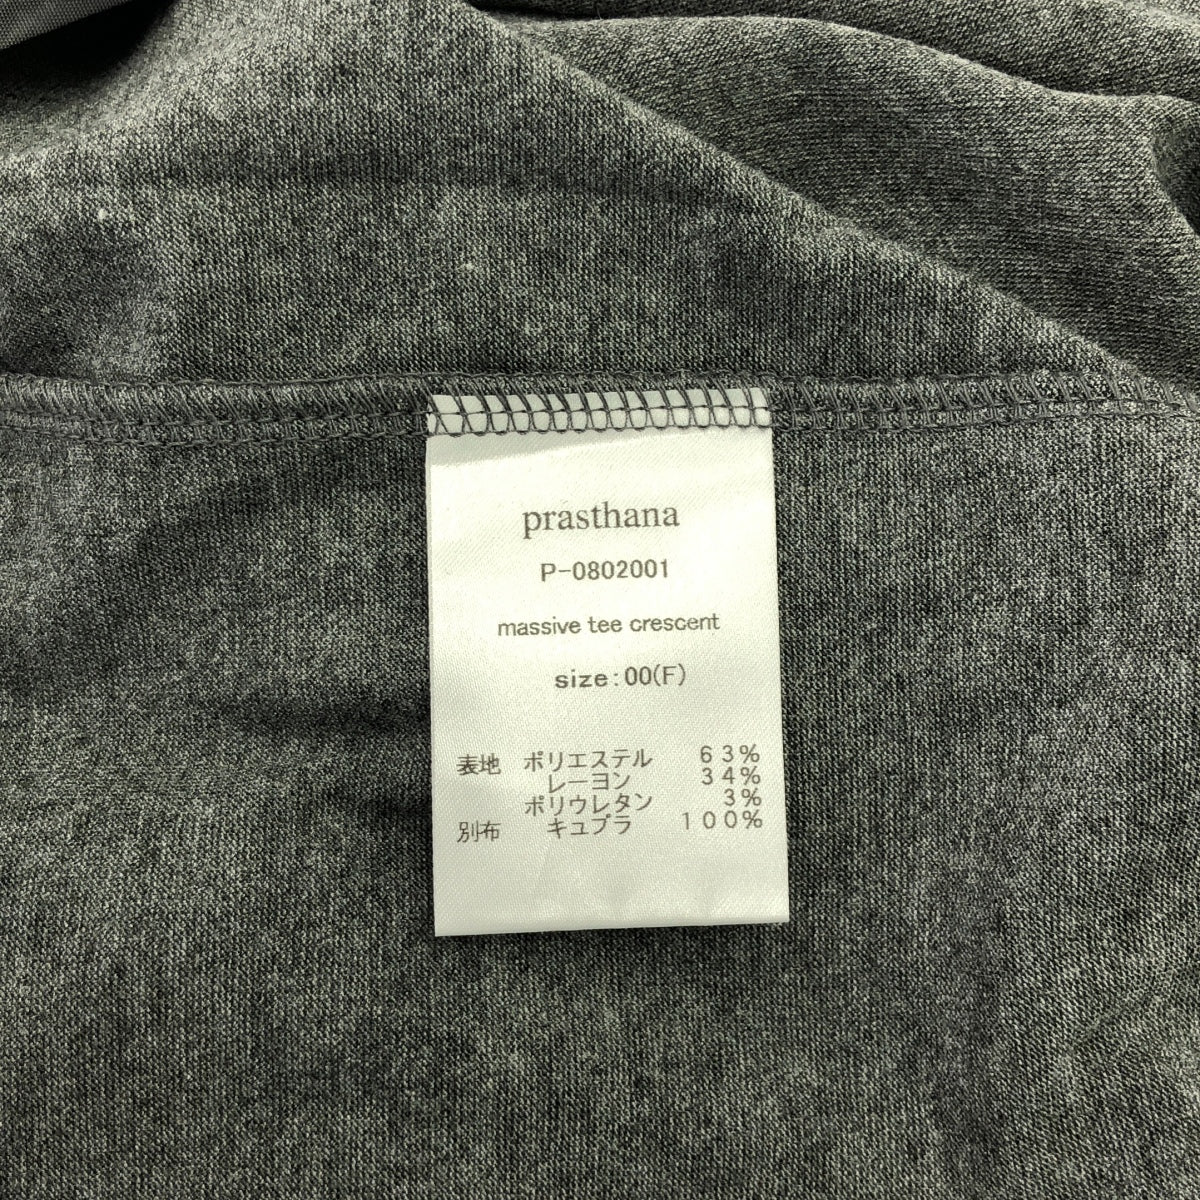 prasthana
P-0802001
massive tee crescent
size:00(F)
表地 ポリエステル 63%
レーヨン 34%
ポリウレタン 3%
別布 キュプラ 100%